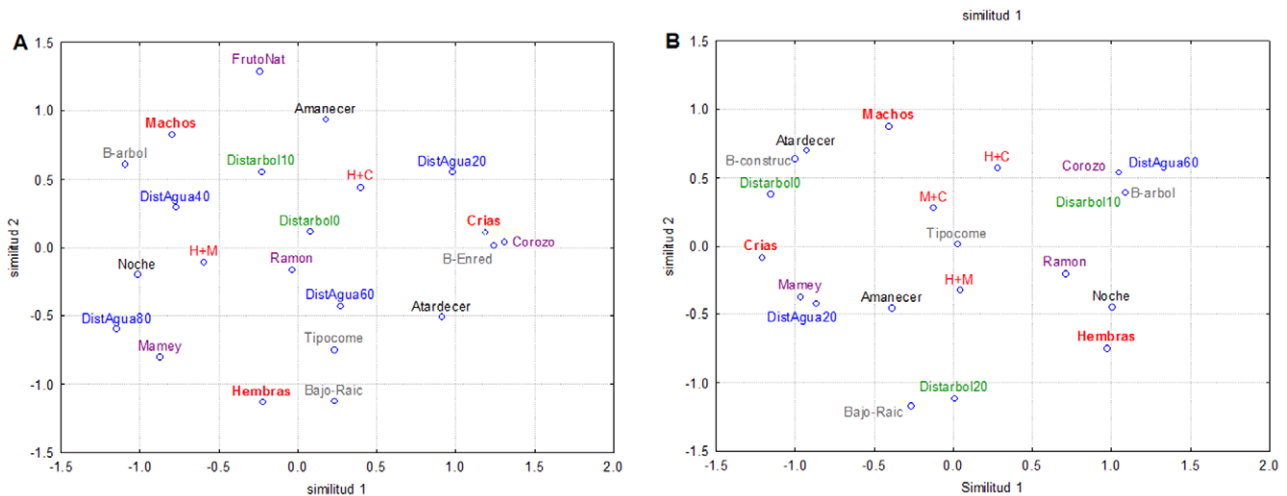 A
1.5
1.0
0.5
0.0
-0.5
-1.0
-1.5
-1.5 -1.0 -0.5 0.0 0.5 1.0 1.5 2.0
similitud 2
similitud 1
FrutoNat
Amanecer
Machos
B-arbol
Distarbol10
H+C
DistAgua20
DistAgua40
Distarbol0
Crias
Corozo
B-Enred
H+M
Noche
Ramon
DistAgua60
Atardecer
DistAgua80
Mamey
Tipocome
Hembras
Bajo-Raic
similitud 1
B
1.5
1.0
0.5
0.0
-0.5
-1.0
-1.5
-1.5 -1.0 -0.5 0.0 0.5 1.0 1.5 2.0
similitud 2
Similitud 1
Machos
Atardecer
B-construc
H+C
Corozo
DistAgua60
Distarbol0
M+C
Disarbol10
B-arbol
Tipocome
Crias
Ramon
Mamey
H+M
DistAgua20
Amanecer
Noche
Hembras
Distarbol20
Bajo-Raic